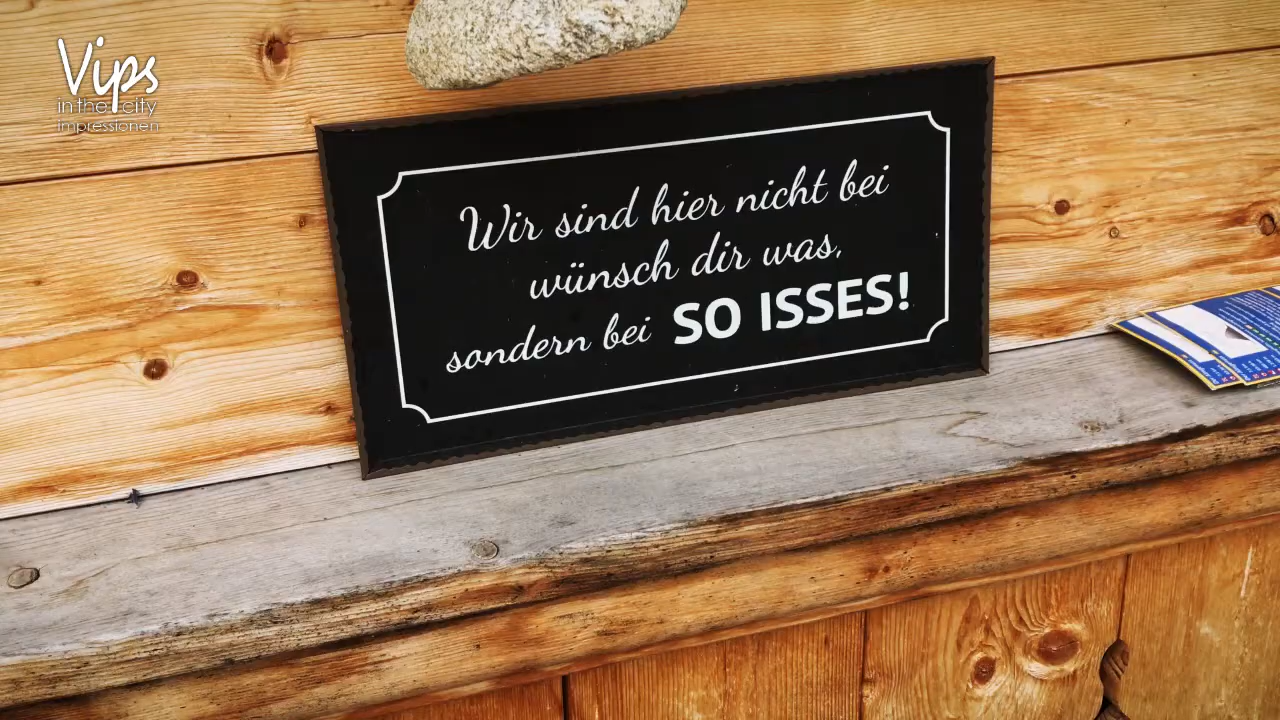 Vips
in the city
impressionen
Wir sind hier nicht bei
wünsch dir was,
sondern bei SO ISSES!